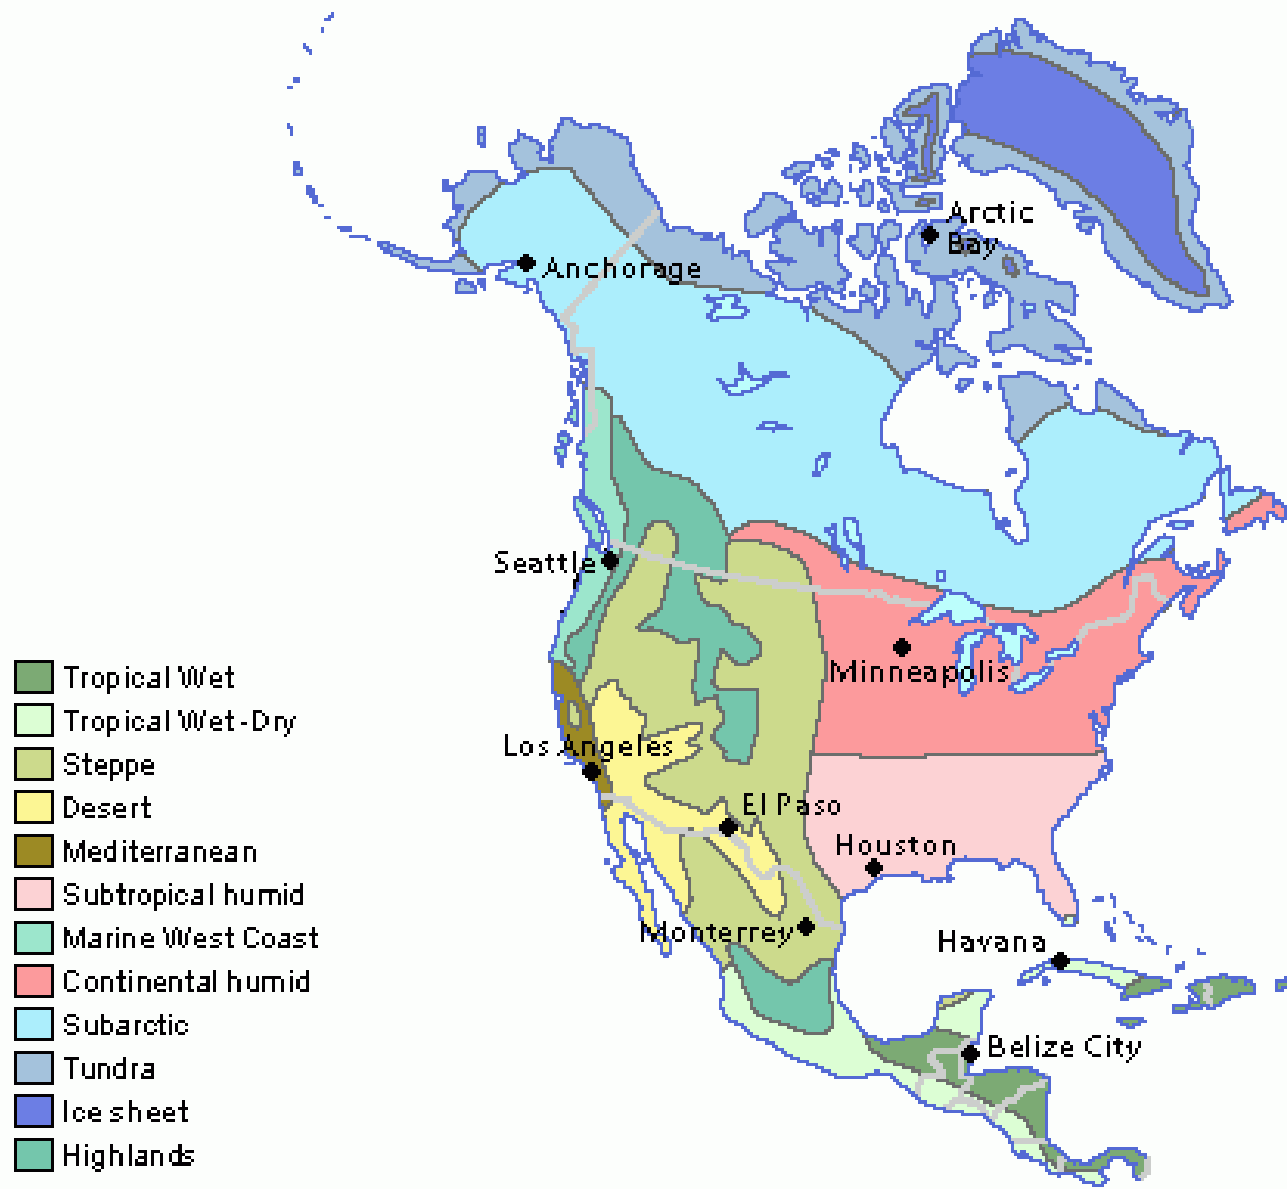 Arctic
Bay
Anchorage
Seattle
Minneapolis
Los Angeles
El Paso
Houston
Monterrey
Havana
Belize City
Tropical Wet
Tropical Wet-Dry
Steppe
Desert
Mediterranean
Subtropical humid
Marine West Coast
Continental humid
Subarctic
Tundra
Ice sheet
Highlands